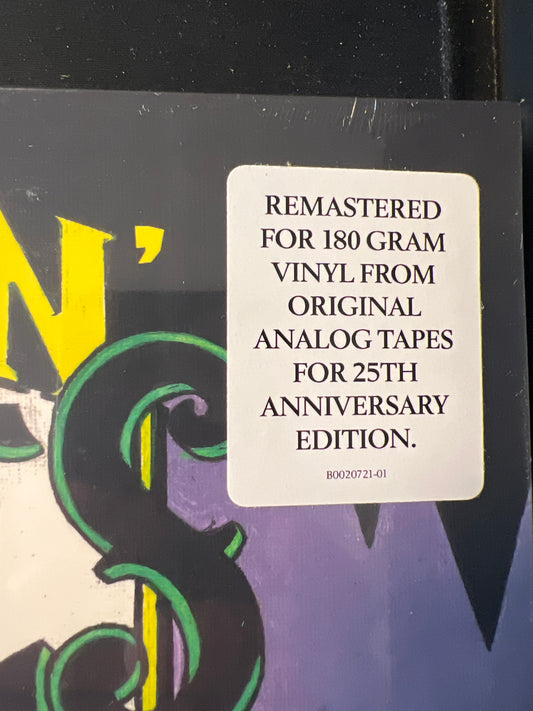 N'
REMASTERED
FOR 180 GRAM
VINYL FROM
ORIGINAL
ANALOG TAPES
FOR 25TH
ANNIVERSARY
EDITION.
B0020721-01